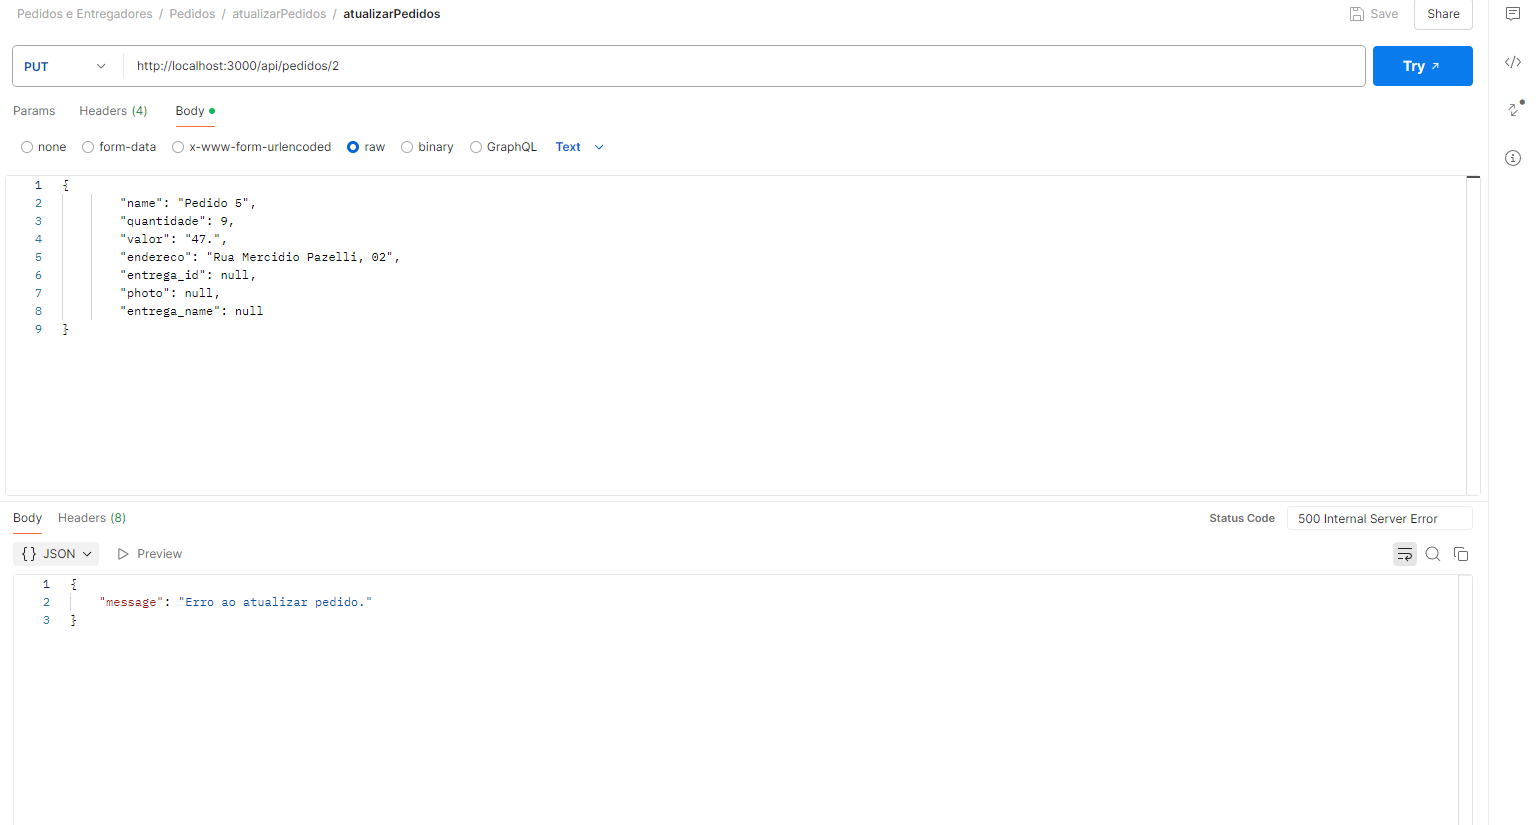 Pedidos e Entregadores / Pedidos / atualizarPedidos / atualizarPedidos
Save
Share
PUT
http://localhost:3000/api/pedidos/2
Try
Params
Headers (4)
Body
none
form-data
x-www-form-urlencoded
raw
binary
GraphQL
Text
1 {
2 "name": "Pedido 5",
3 "quantidade": 9,
4 "valor": "47.",
5 "endereco": "Rua Mercidio Pazelli, 02",
6 "entrega_id": null,
7 "photo": null,
8 "entrega_name": null
9 }
Body
Headers (8)
Status Code
500 Internal Server Error
{} JSON
Preview
1 {
2 "message": "Erro ao atualizar pedido."
3 }